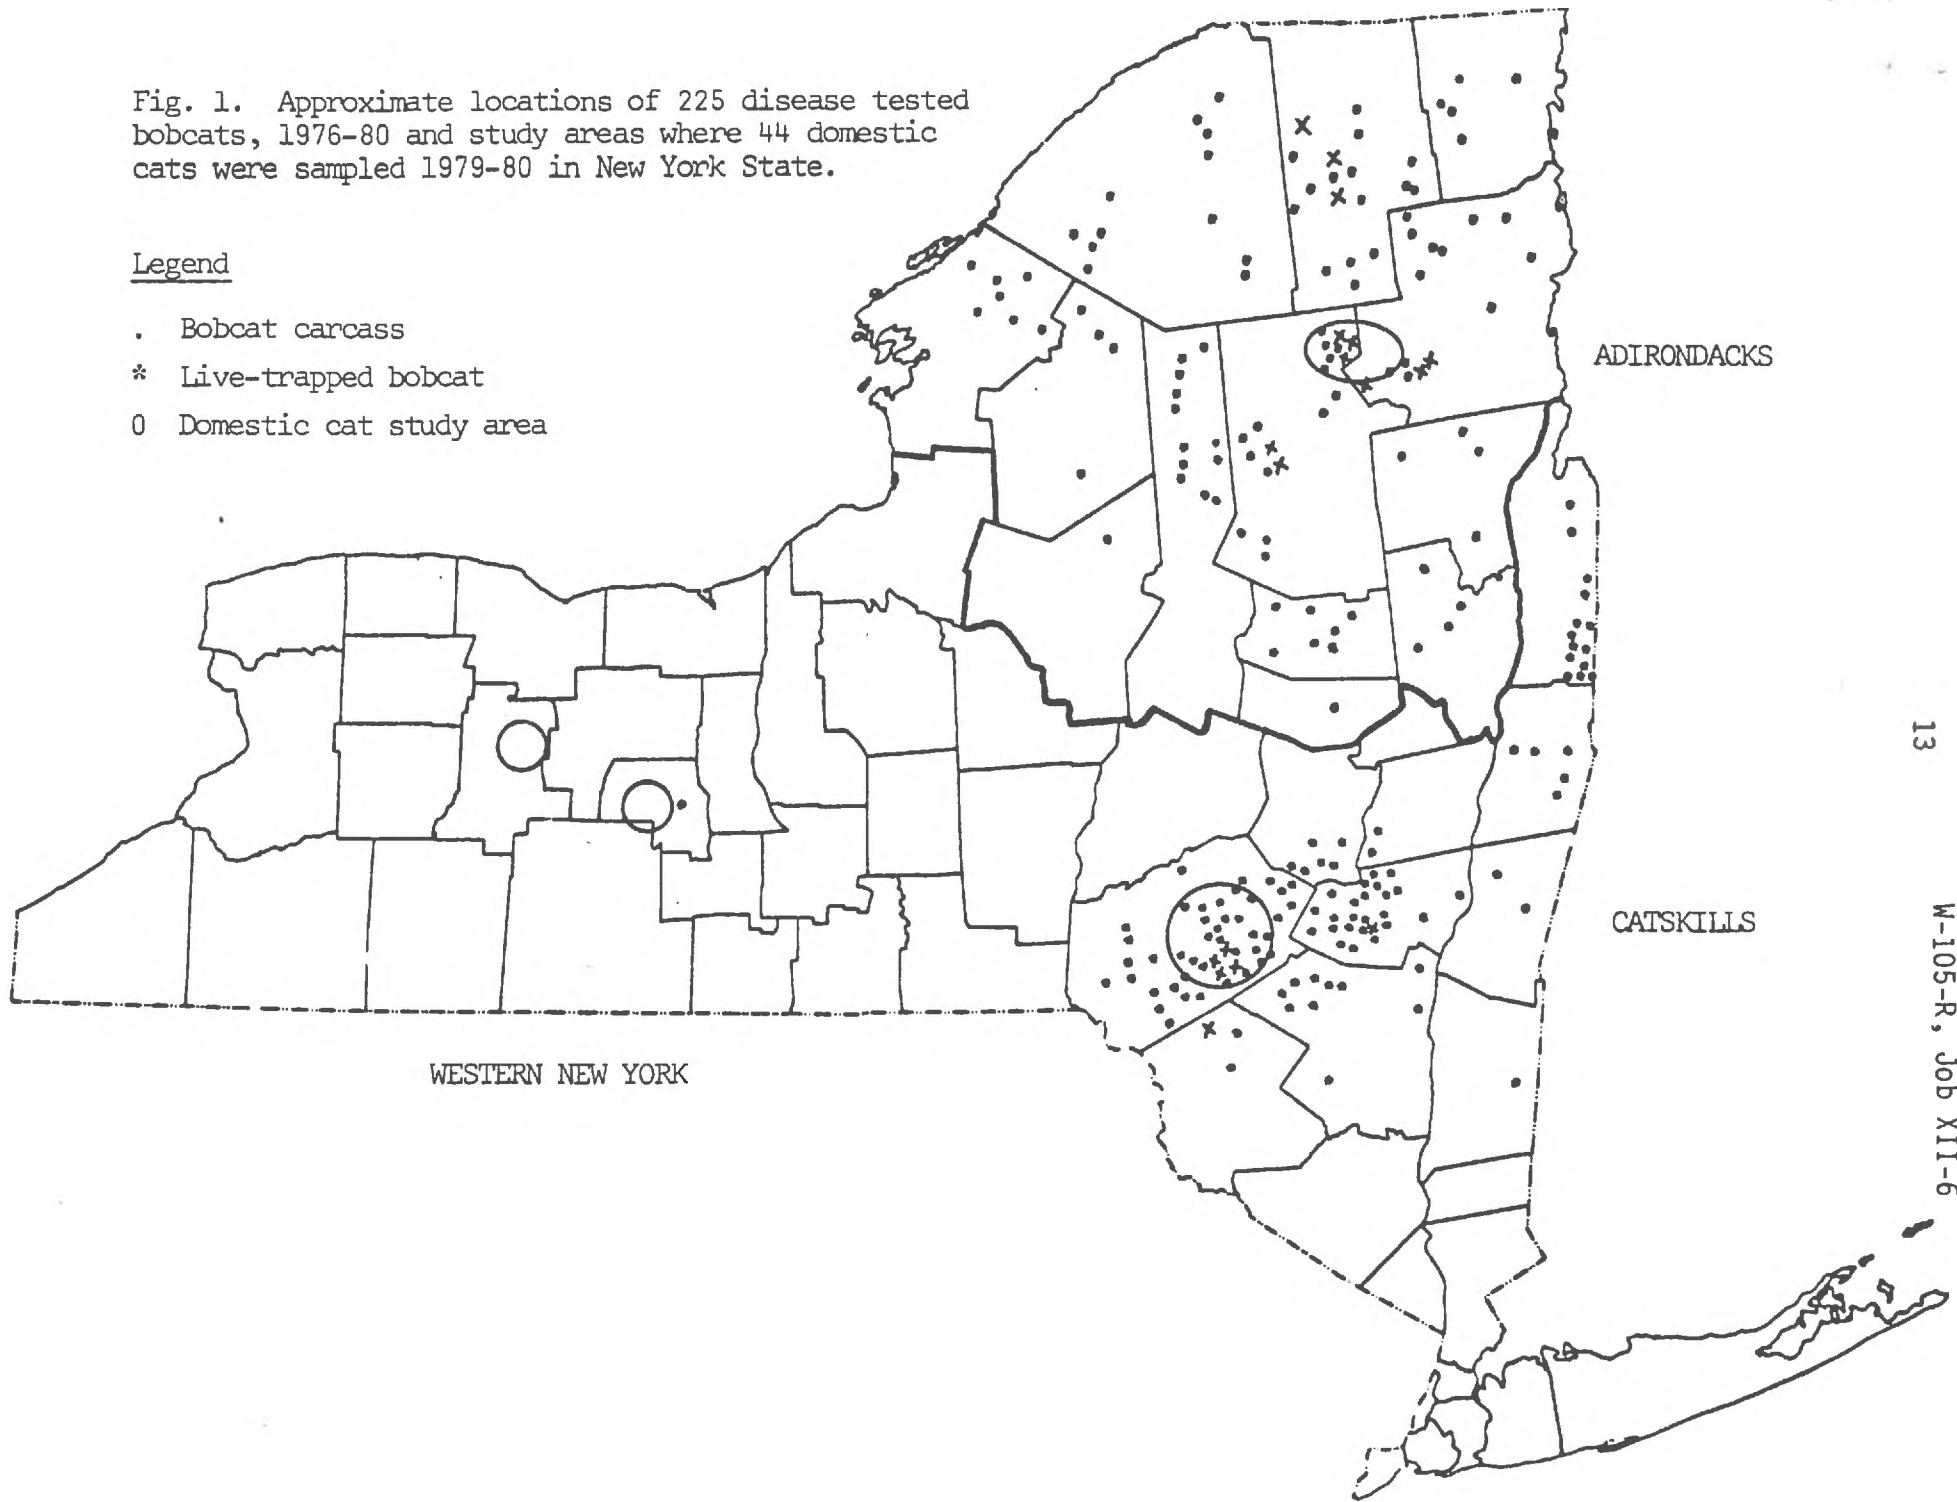 Fig. 1. Approximate locations of 225 disease tested
bobcats, 1976-80 and study areas where 44 domestic
cats were sampled 1979-80 in New York State.
Legend
. Bobcat carcass
* Live-trapped bobcat
0 Domestic cat study area
ADIRONDACKS
CATSKILLS
WESTERN NEW YORK
13
W-105-R, Job XII-6